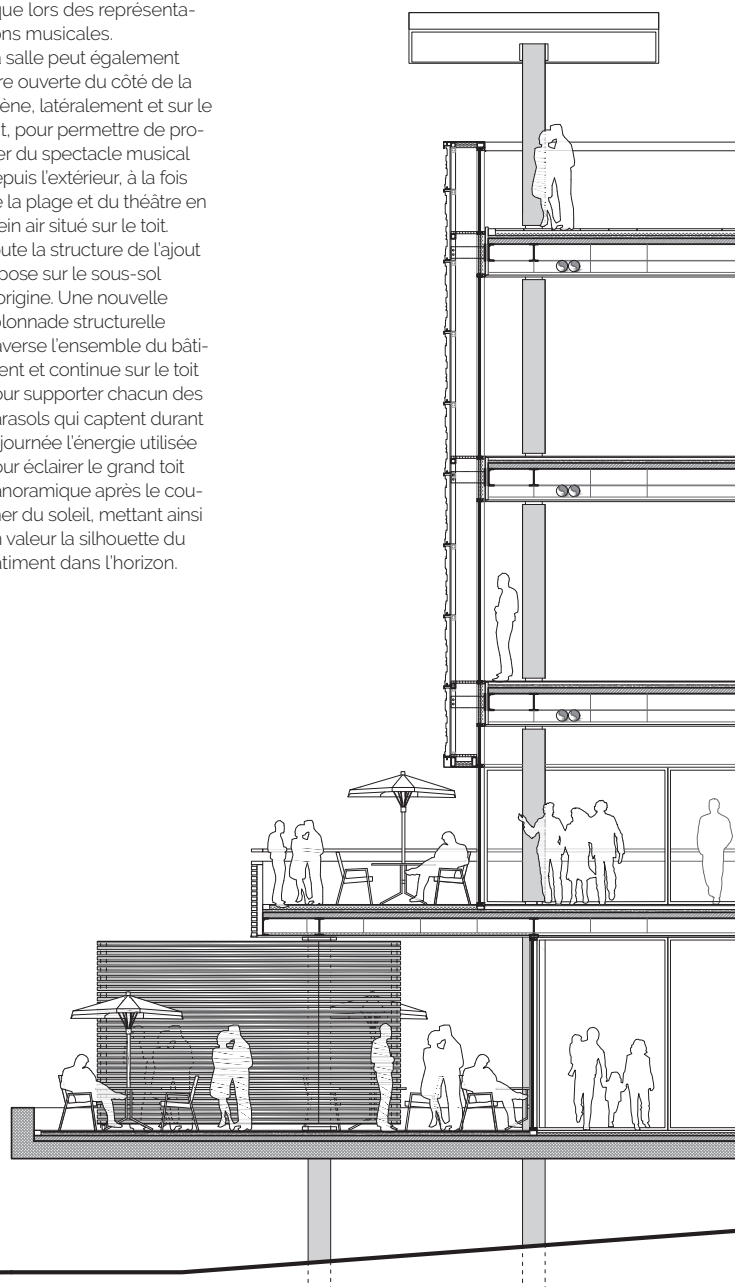 que lors des représenta-
ons musicales.
a salle peut également
re ouverte du côté de la
ène, latéralement et sur le
it, pour permettre de pro-
er du spectacle musical
epuis l’extérieur, à la fois
e la plage et du théâtre en
ein air situé sur le toit.
oute la structure de l’ajout
pose sur le sous-sol
origine. Une nouvelle
olonnade structurelle
averse l’ensemble du bâti-
ent et continue sur le toit
our supporter chacun des
arasols qui captent durant
journée l’énergie utilisée
our éclairer le grand toit
anoramique après le cou-
her du soleil, mettant ainsi
n valeur la silhouette du
âtiment dans l’horizon.